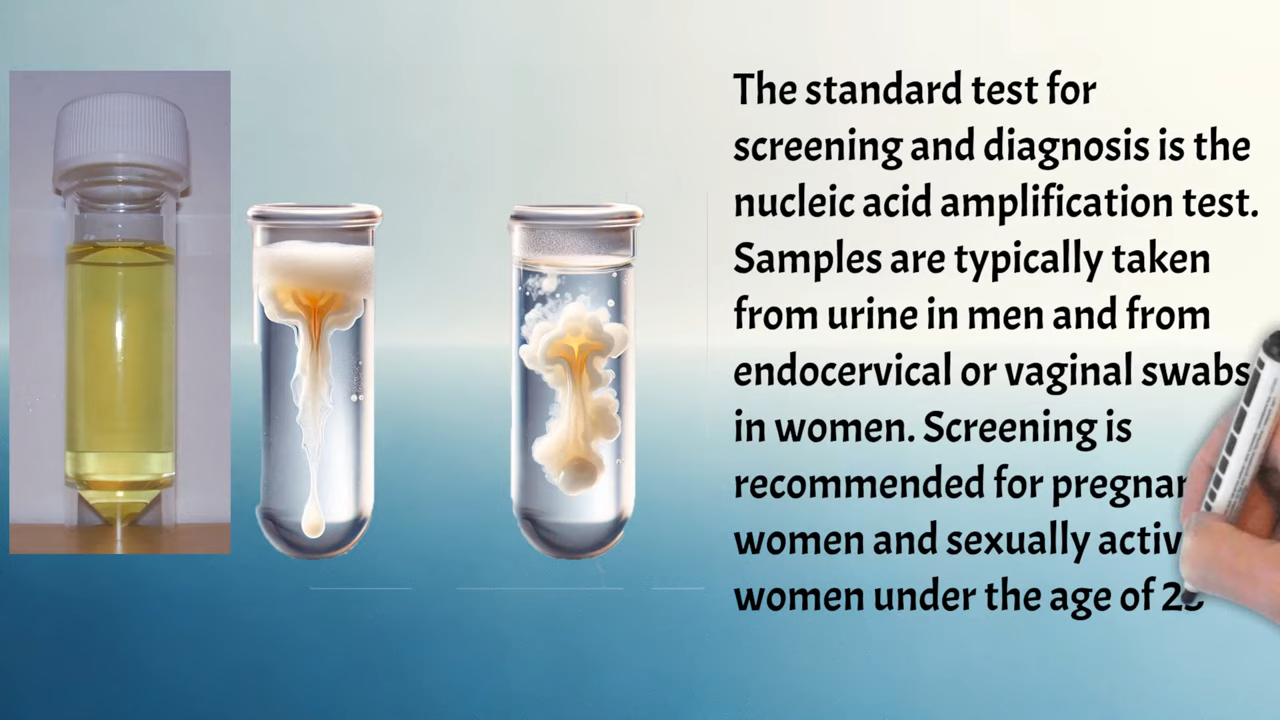 The standard test for
screening and diagnosis is the
nucleic acid amplification test.
Samples are typically taken
from urine in men and from
endocervical or vaginal swabs
in women. Screening is
recommended for
women and sexually
women under the age of